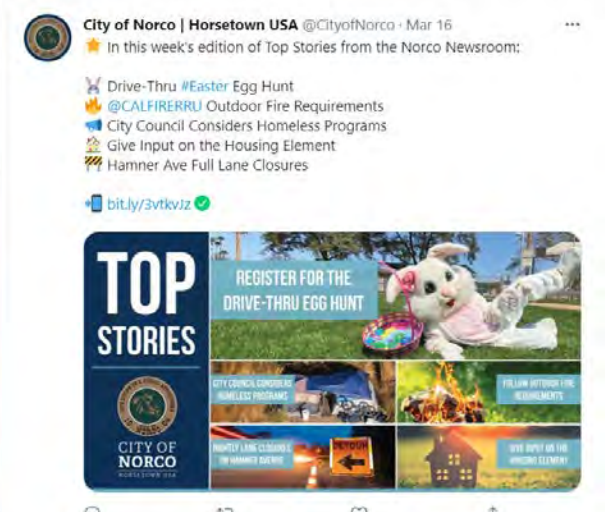 City of Norco | Horsetown USA @CityofNorco · Mar 16
In this week's edition of Top Stories from the Norco Newsroom:
Drive-Thru #Easter Egg Hunt
@CALFIRERRU Outdoor Fire Requirements
City Council Considers Homeless Programs
Give Input on the Housing Element
Hamner Ave Full Lane Closures
bit.ly/3vtkvJz
TOP
STORIES
CITY OF
NORCO
HORSETOWN USA
REGISTER FOR THE
DRIVE-THRU EGG HUNT
CITY COUNCIL CONSIDERS
HOMELESS PROGRAMS
FOLLOW OUTDOOR FIRE
REQUIREMENTS
NIGHTLY LANE CLOSURES
ON HAMNER AVENUE
DETOUR
GIVE INPUT ON THE
HOUSING ELEMENT